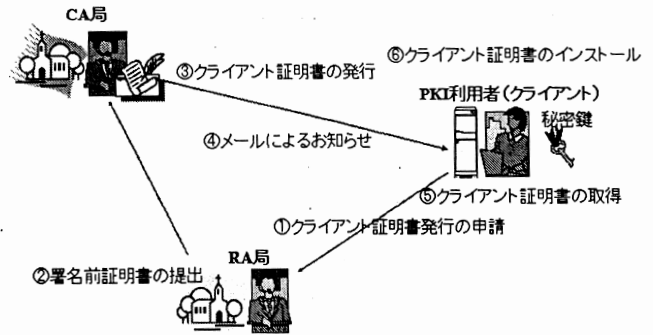 CA局
⑥クライアント証明書のインストール
③クライアント証明書の発行
PKI利用者(クライアント)
秘密鍵
④メールによるお知らせ
⑤クライアント証明書の取得
①クライアント証明書発行の申請
RA局
②署名前証明書の提出